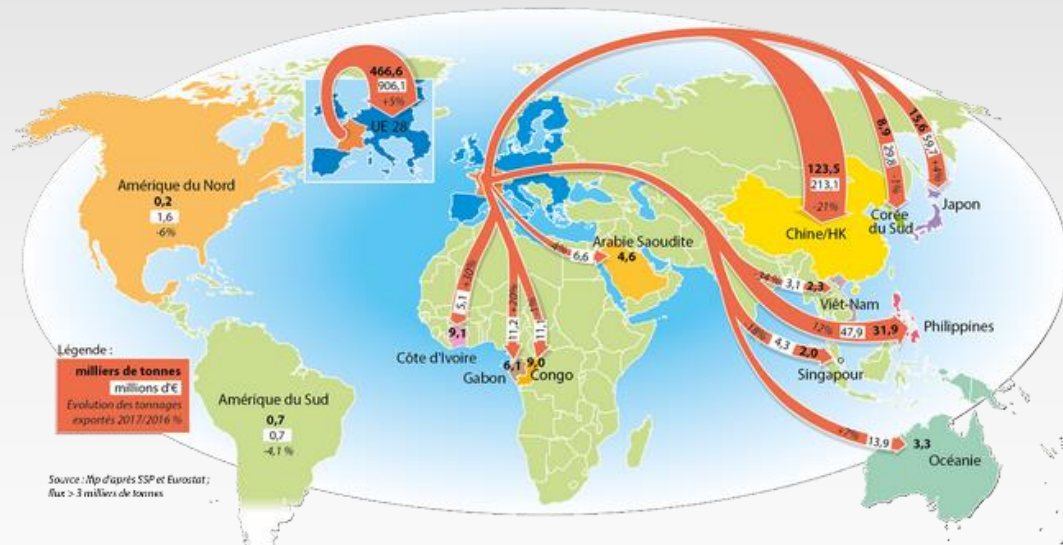 466,6
906,1
+5%
UE 28
Amérique du Nord
0,2
1,6
-6%
123,5
213,1
-21%
Chine/HK
8,9
29,8
-1%
Corée
du Sud
15,6
59,7
+4%
Japon
Arabie Saoudite
4,6
6,6
-4%
-14%
3,1
2,3
Viêt-Nam
12%
47,9
31,9
Philippines
18%
4,3
2,0
Singapour
+7%
13,9
3,3
Océanie
5,1
9,1
Côte d'Ivoire
+20%
11,2
6,1
Gabon
11,1
9,0
Congo
Amérique du Sud
0,7
0,7
-4,1 %
Légende :
milliers de tonnes
millions d'€
Evolution des tonnages
exportés 2017/2016 %
Source : Ifip d'après SSP et Eurostat ;
flux > 3 milliers de tonnes